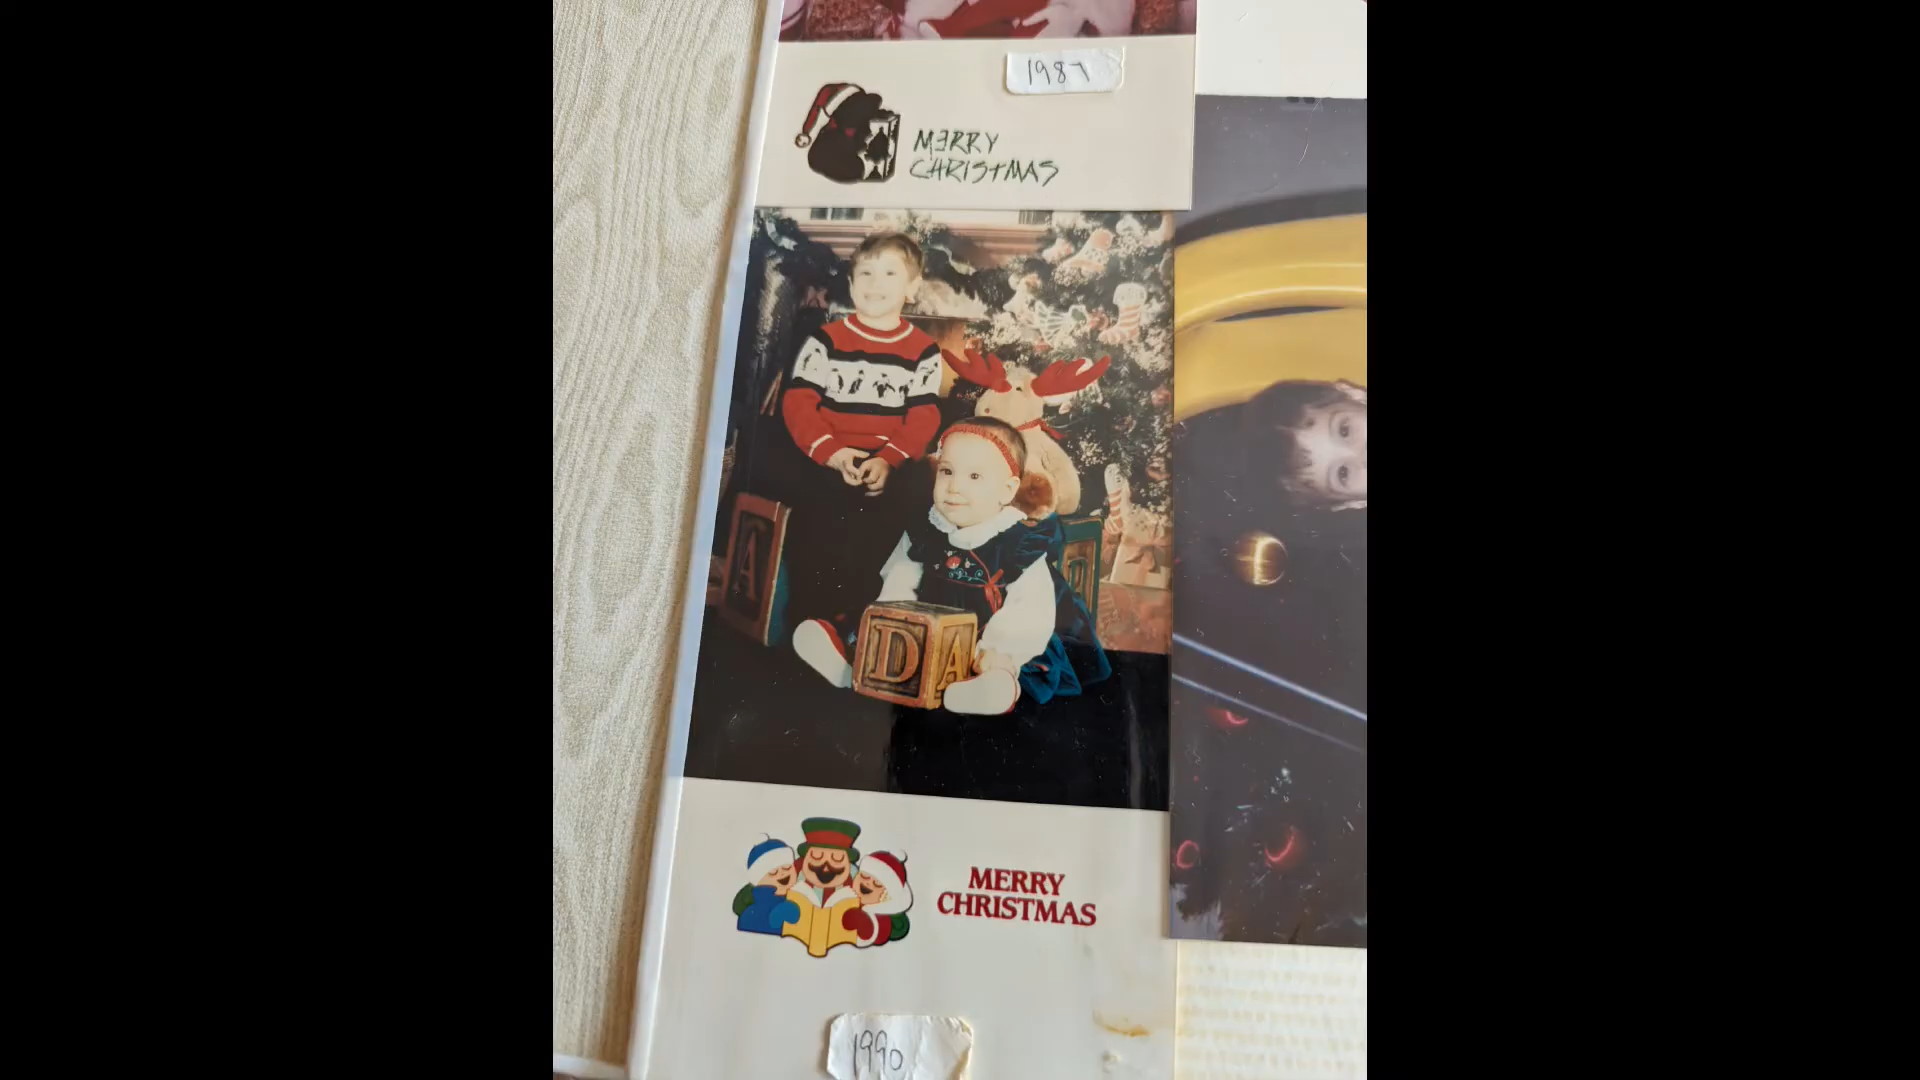 1987
MERRY
CHRISTMAS
A
D A
MERRY
CHRISTMAS
1990